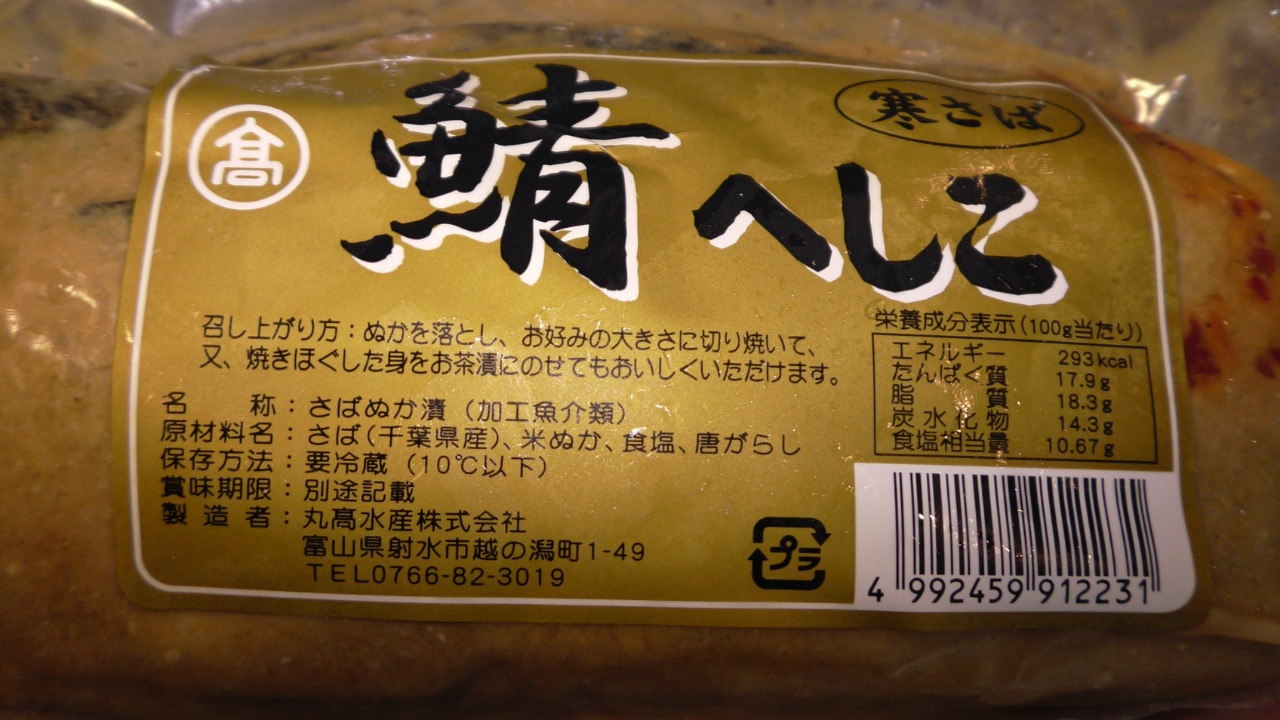 髙
鯖へしこ
寒さば
召し上がり方：ぬかを落とし、お好みの大きさに切り焼いて、
又、焼きほぐした身をお茶漬にのせてもおいしくいただけます。
名　　称：さばぬか漬（加工魚介類）
原材料名：さば（千葉県産）、米ぬか、食塩、唐がらし
保存方法：要冷蔵（10℃以下）
賞味期限：別途記載
製 造 者：丸髙水産株式会社
富山県射水市越の潟町1-49
TEL0766-82-3019
栄養成分表示（100g当たり）
エネルギー 293kcal
たんぱく質 17.9g
脂　　質 18.3g
炭水化物 14.3g
食塩相当量 10.67g
プラ
4 992459 912231